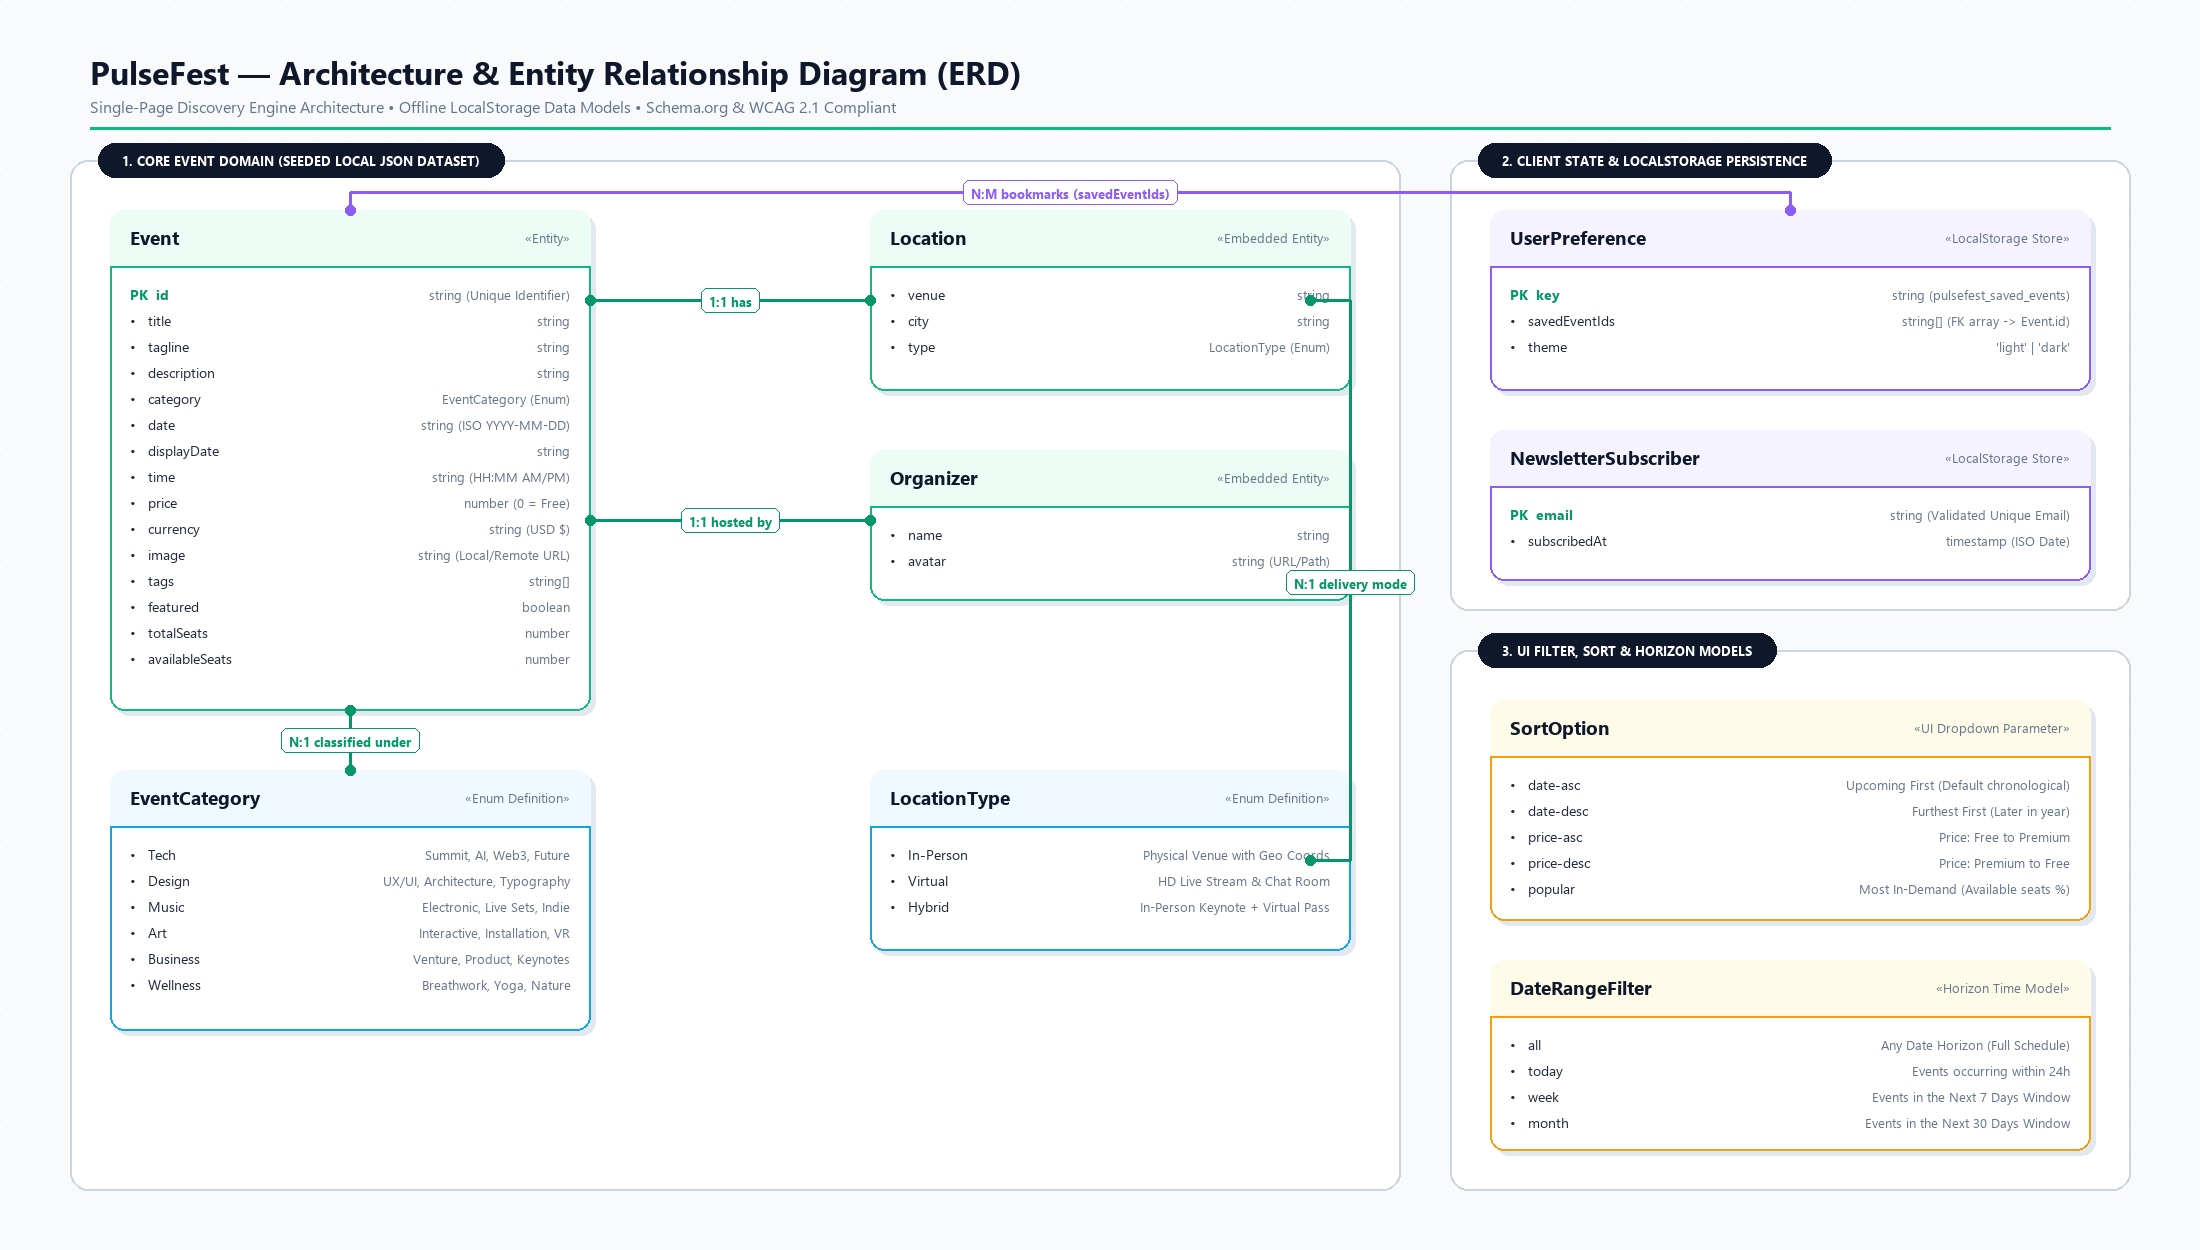 PulseFest — Architecture & Entity Relationship Diagram (ERD)
Single-Page Discovery Engine Architecture • Offline LocalStorage Data Models • Schema.org & WCAG 2.1 Compliant
1. CORE EVENT DOMAIN (SEEDED LOCAL JSON DATASET)
N:M bookmarks (savedEventIds)
Event «Entity»
PK id string (Unique Identifier)
• title string
• tagline string
• description string
• category EventCategory (Enum)
• date string (ISO YYYY-MM-DD)
• displayDate string
• time string (HH:MM AM/PM)
• price number (0 = Free)
• currency string (USD $)
• image string (Local/Remote URL)
• tags string[]
• featured boolean
• totalSeats number
• availableSeats number
1:1 has
1:1 hosted by
N:1 classified under
Location «Embedded Entity»
• venue string
• city string
• type LocationType (Enum)
Organizer «Embedded Entity»
• name string
• avatar string (URL/Path)
N:1 delivery mode
EventCategory «Enum Definition»
• Tech Summit, AI, Web3, Future
• Design UX/UI, Architecture, Typography
• Music Electronic, Live Sets, Indie
• Art Interactive, Installation, VR
• Business Venture, Product, Keynotes
• Wellness Breathwork, Yoga, Nature
LocationType «Enum Definition»
• In-Person Physical Venue with Geo Coords
• Virtual HD Live Stream & Chat Room
• Hybrid In-Person Keynote + Virtual Pass
2. CLIENT STATE & LOCALSTORAGE PERSISTENCE
UserPreference «LocalStorage Store»
PK key string (pulsefest_saved_events)
• savedEventIds string[] (FK array -> Event.id)
• theme 'light' | 'dark'
NewsletterSubscriber «LocalStorage Store»
PK email string (Validated Unique Email)
• subscribedAt timestamp (ISO Date)
3. UI FILTER, SORT & HORIZON MODELS
SortOption «UI Dropdown Parameter»
• date-asc Upcoming First (Default chronological)
• date-desc Furthest First (Later in year)
• price-asc Price: Free to Premium
• price-desc Price: Premium to Free
• popular Most In-Demand (Available seats %)
DateRangeFilter «Horizon Time Model»
• all Any Date Horizon (Full Schedule)
• today Events occurring within 24h
• week Events in the Next 7 Days Window
• month Events in the Next 30 Days Window